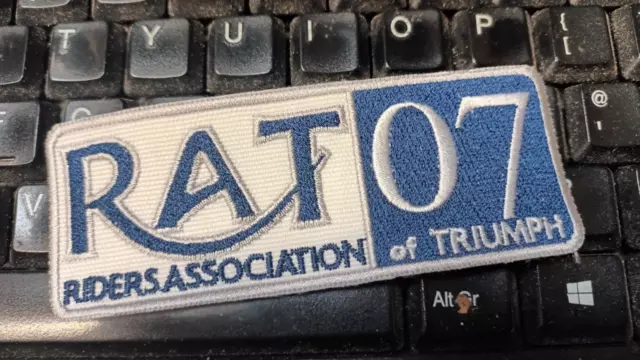 T Y U I O P { [
RAT 07
RIDERS ASSOCIATION of TRIUMPH
@ '
C
V
Alt Gr